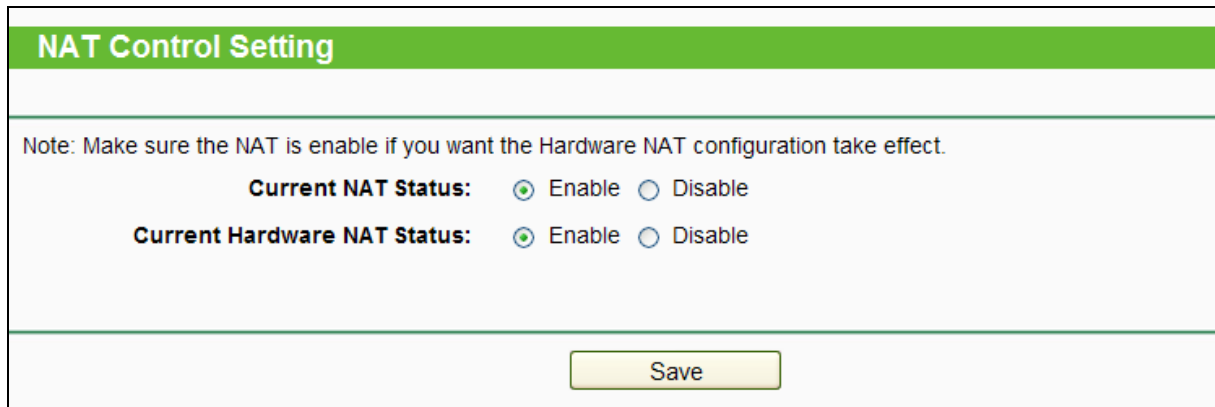 NAT Control Setting
Note: Make sure the NAT is enable if you want the Hardware NAT configuration take effect.
Current NAT Status: Enable Disable
Current Hardware NAT Status: Enable Disable
Save